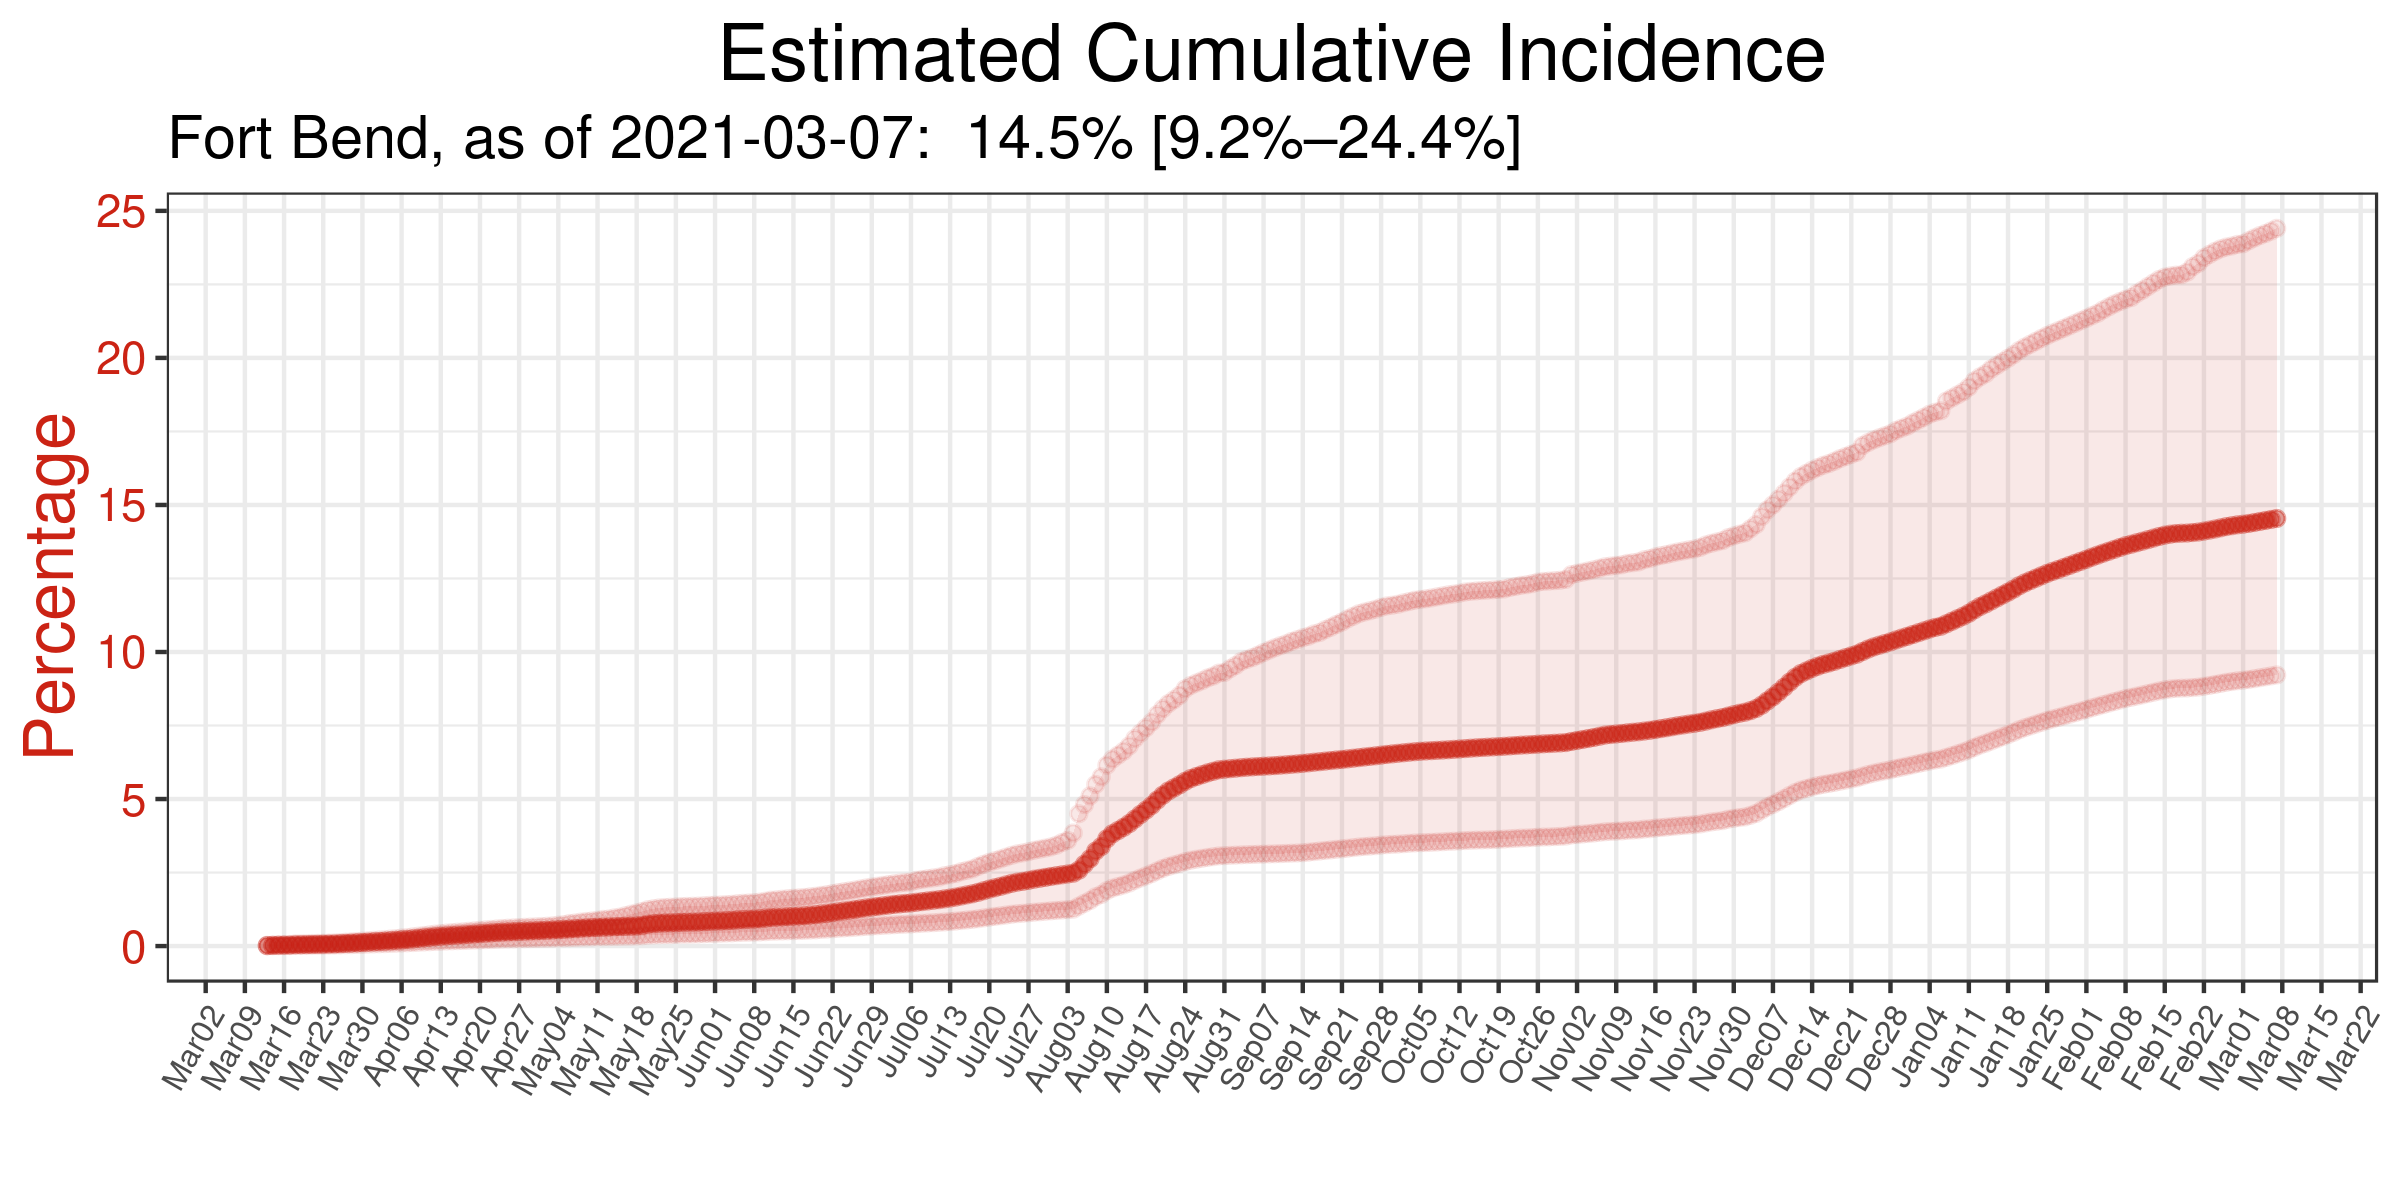 Estimated Cumulative Incidence
Fort Bend, as of 2021-03-07:  14.5% [9.2%–24.4%]
Percentage
25
20
15
10
5
0
Mar02
Mar09
Mar16
Mar23
Mar30
Apr06
Apr13
Apr20
Apr27
May04
May11
May18
May25
Jun01
Jun08
Jun15
Jun22
Jun29
Jul06
Jul13
Jul20
Jul27
Aug03
Aug10
Aug17
Aug24
Aug31
Sep07
Sep14
Sep21
Sep28
Oct05
Oct12
Oct19
Oct26
Nov02
Nov09
Nov16
Nov23
Nov30
Dec07
Dec14
Dec21
Dec28
Jan04
Jan11
Jan18
Jan25
Feb01
Feb08
Feb15
Feb22
Mar01
Mar08
Mar15
Mar22